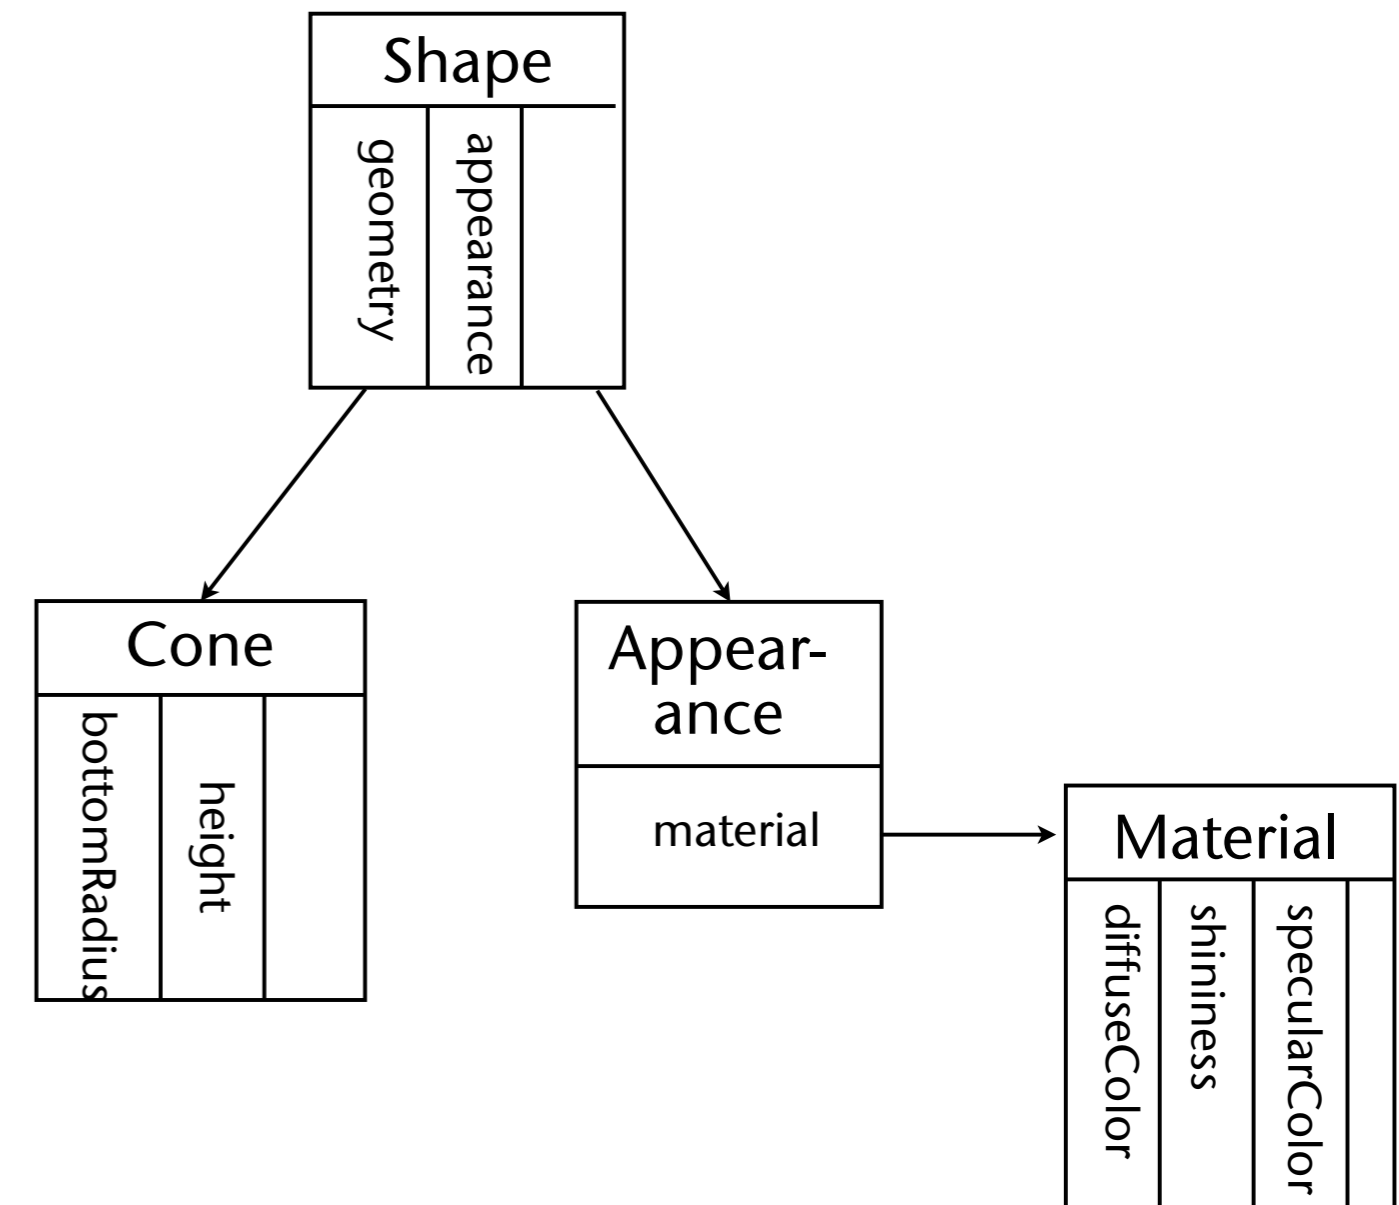 Shape
geometry
appearance
Cone
bottomRadius
height
Appear-
ance
material
Material
diffuseColor
shininess
specularColor